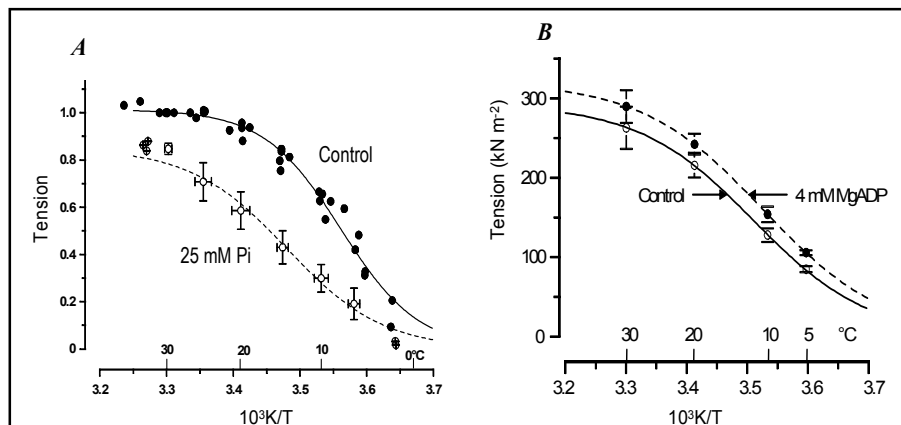 A
Tension
1.0
0.8
0.6
0.4
0.2
0
Control
25 mM Pi
30
20
10
0°C
3.2
3.3
3.4
3.5
3.6
3.7
10³K/T
B
Tension (kN m⁻²)
300
200
100
0
Control
4 mM MgADP
30
20
10
5
°C
3.2
3.3
3.4
3.5
3.6
3.7
10³K/T